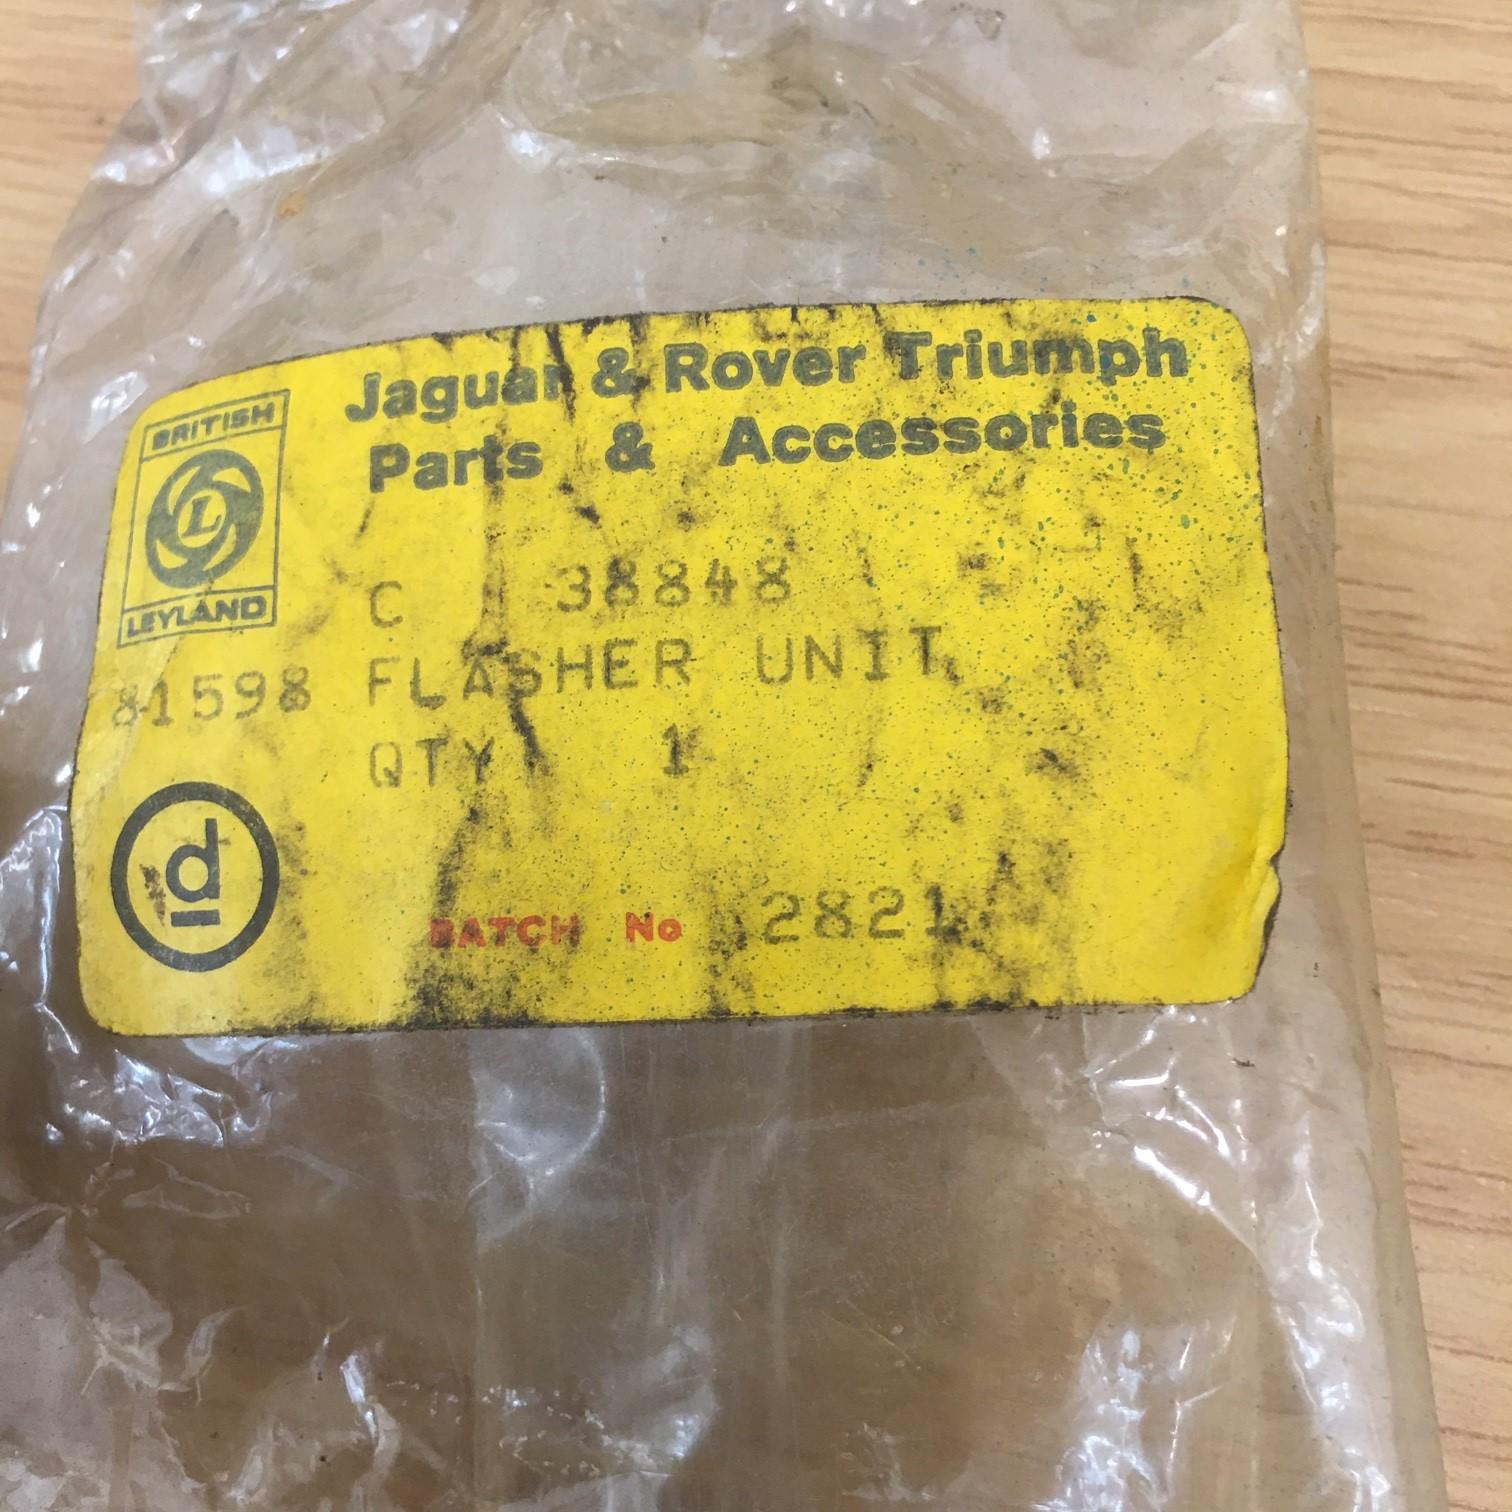 BRITISH
L
LEYLAND
Jaguar & Rover Triumph
Parts & Accessories
C 38848
81598 FLASHER UNIT
QTY 1
d
BATCH No 2821